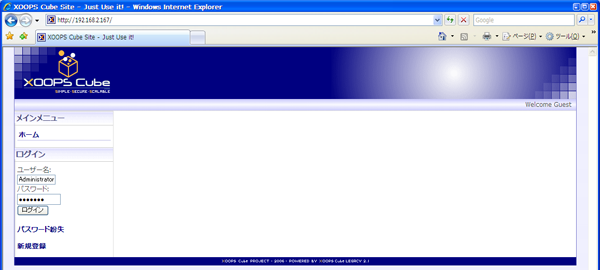 XOOPS Cube Site - Just Use it! - Windows Internet Explorer
http://192.168.2.167/
Google
XOOPS Cube Site - Just Use it!
ページ(P)
ツール(O)
XOOPS Cube
SIMPLE·SECURE·SCALABLE
Welcome Guest
メインメニュー
ホーム
ログイン
ユーザー名:
Administrator
パスワード:
●●●●●●●
ログイン
パスワード紛失
新規登録
XOOPS Cube PROJECT - 2006 - POWERED BY XOOPS Cube LEGACY 2.1